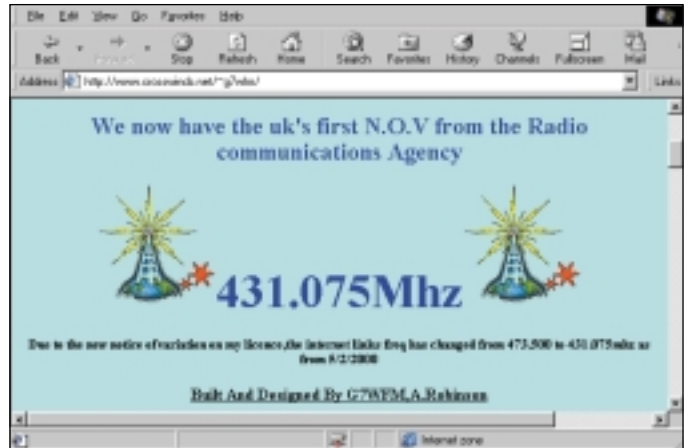 File Edit View Go Favorites Help
Back Stop Refresh Home Search Favorites History Channels Fullscreen Mail
Address Links
We now have the uk's first N.O.V from the Radio
communications Agency
431.075Mhz
Due to the new notice of variation on my licence,the internet links freq has changed from 473.500 to 431.075mhz as
from 8/2/2000
Built And Designed By G7WFM,A.Robinson
Internet zone